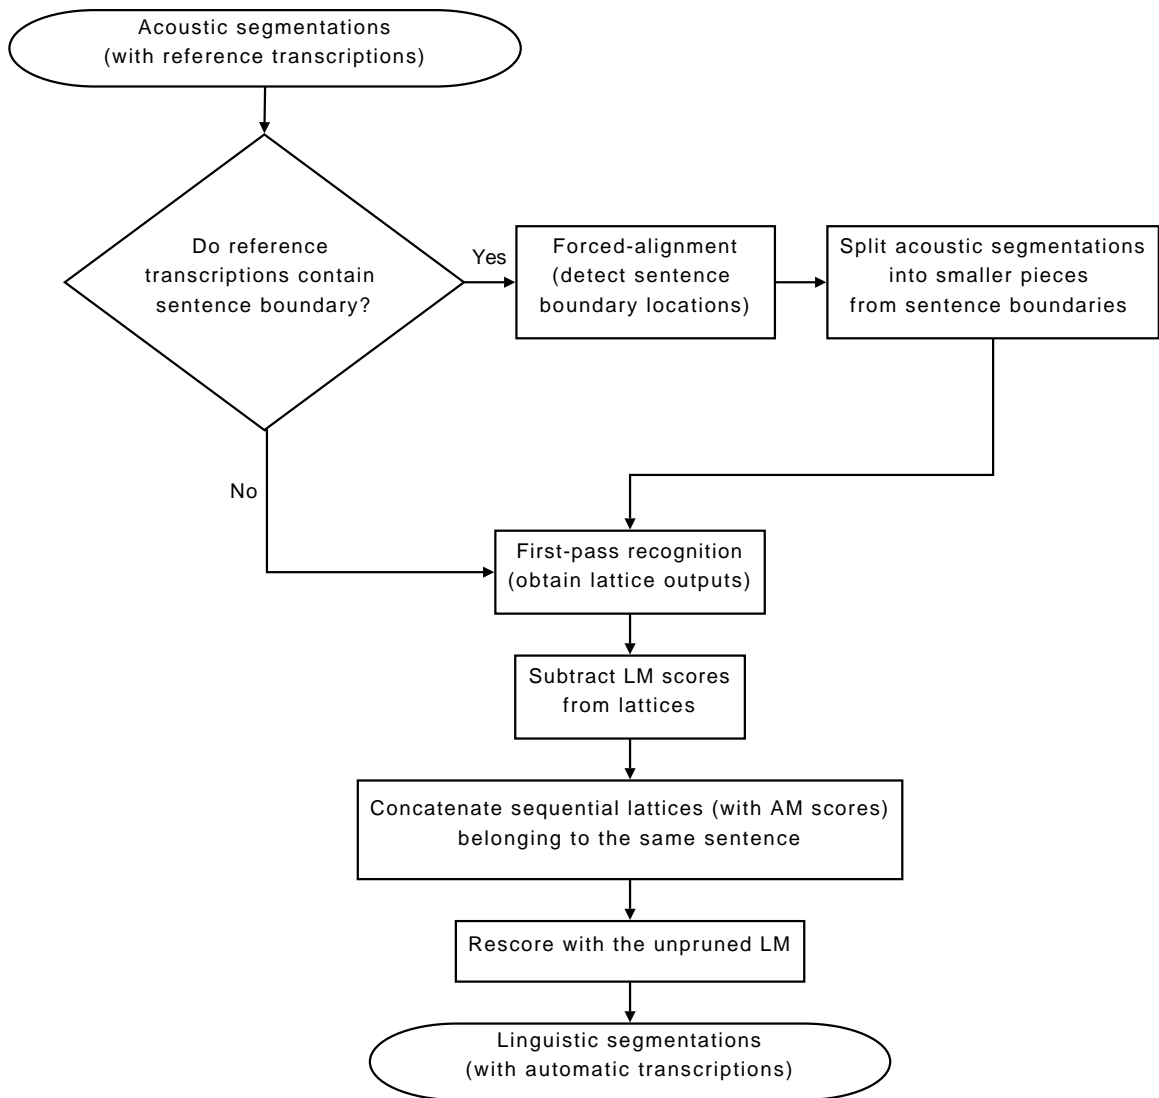 Acoustic segmentations
(with reference transcriptions)
Do reference
transcriptions contain
sentence boundary?
Yes
Forced-alignment
(detect sentence
boundary locations)
Split acoustic segmentations
into smaller pieces
from sentence boundaries
No
First-pass recognition
(obtain lattice outputs)
Subtract LM scores
from lattices
Concatenate sequential lattices (with AM scores)
belonging to the same sentence
Rescore with the unpruned LM
Linguistic segmentations
(with automatic transcriptions)